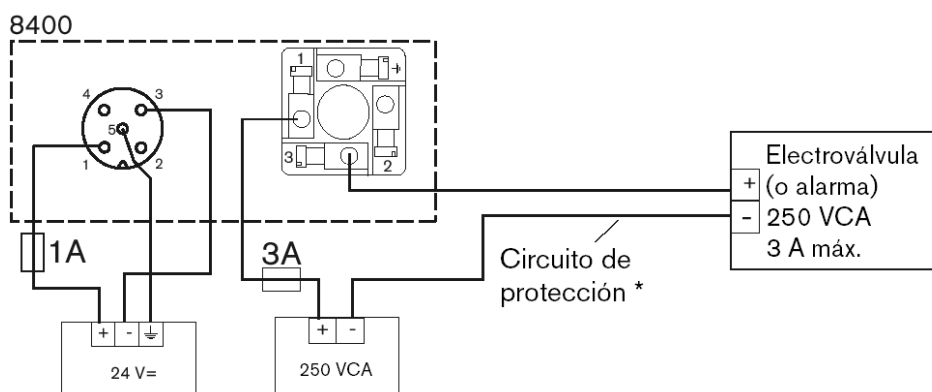 8400
4
3
5
1
2
1
3
2
1A
3A
+ -
24 V=
+ -
250 VCA
Circuito de
protección *
+
-
Electroválvula
(o alarma)
250 VCA
3 A máx.